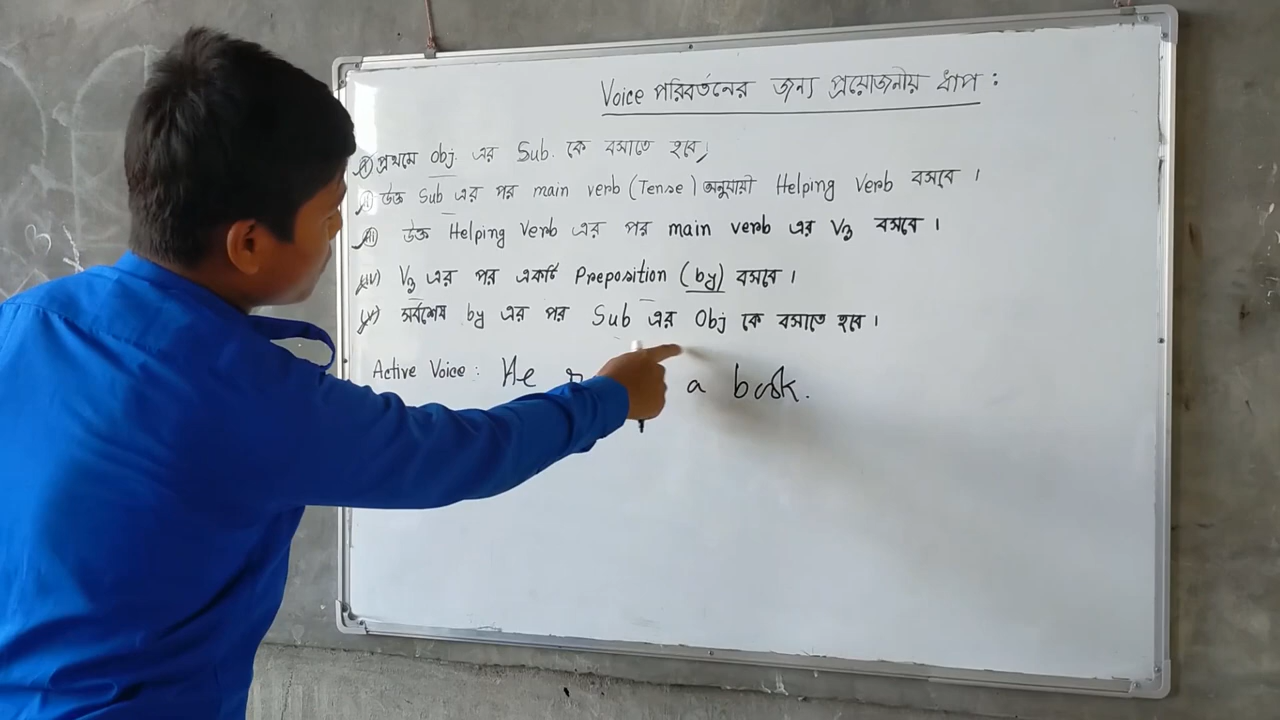 Voice পরিবর্তনের জন্য প্রয়োজনীয় ধাপ :
i) প্রথমে Obj. এর Sub. কে বসাতে হবে।
ii) উক্ত Sub এর পর main verb (Tense) অনুযায়ী Helping Verb বসবে ।
iii) উক্ত Helping Verb এর পর main verb এর V3 বসবে ।
iv) V3 এর পর একটি Preposition (by) বসবে ।
v) সর্বশেষ by এর পর Sub এর Obj কে বসাতে হবে ।
Active Voice : He a book.